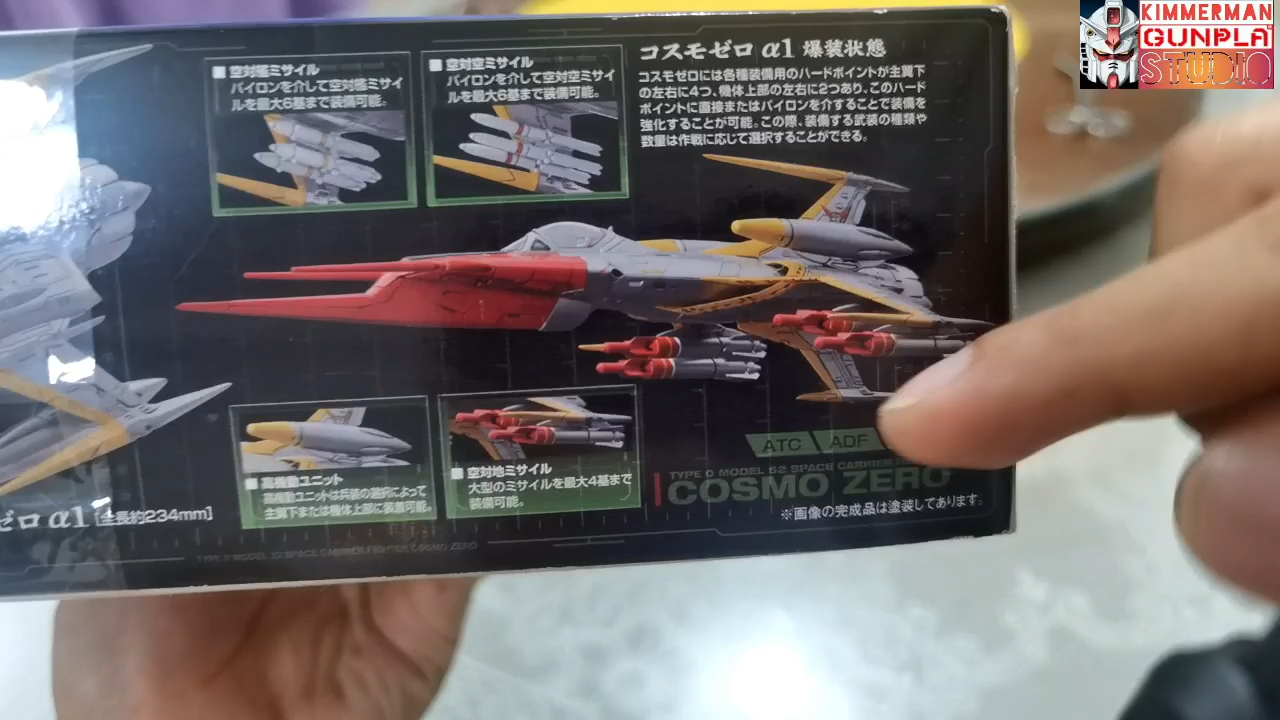 KIMMERMAN
GUNPLA
STUDIO
■ 空対艦ミサイル
パイロンを介して空対艦ミサイ
ルを最大6基まで装備可能。
■ 空対空ミサイル
パイロンを介して空対空ミサイ
ルを最大6基まで装備可能。
コスモゼロ α1 爆装状態
コスモゼロには各種装備用のハードポイントが主翼下
の左右に4つ、機体上部の左右に2つあり、このハード
ポイントに直接またはパイロンを介することで装備を
強化することが可能。この際、装備する武装の種類や
数量は作戦に応じて選択することができる。
■ 高機動ユニット
高機動ユニットは兵装の選択によって
主翼下または機体上部に装着可能。
■ 空対地ミサイル
大型のミサイルを最大4基まで
装備可能。
ATC ADF
TYPE 0 MODEL 52 SPACE CARRIER
COSMO ZERO
※画像の完成品は塗装してあります。
ゼロ α1 [全長約234mm]
TYPE 0 MODEL 52 SPACE CARRIER FIGHTER COSMO ZERO